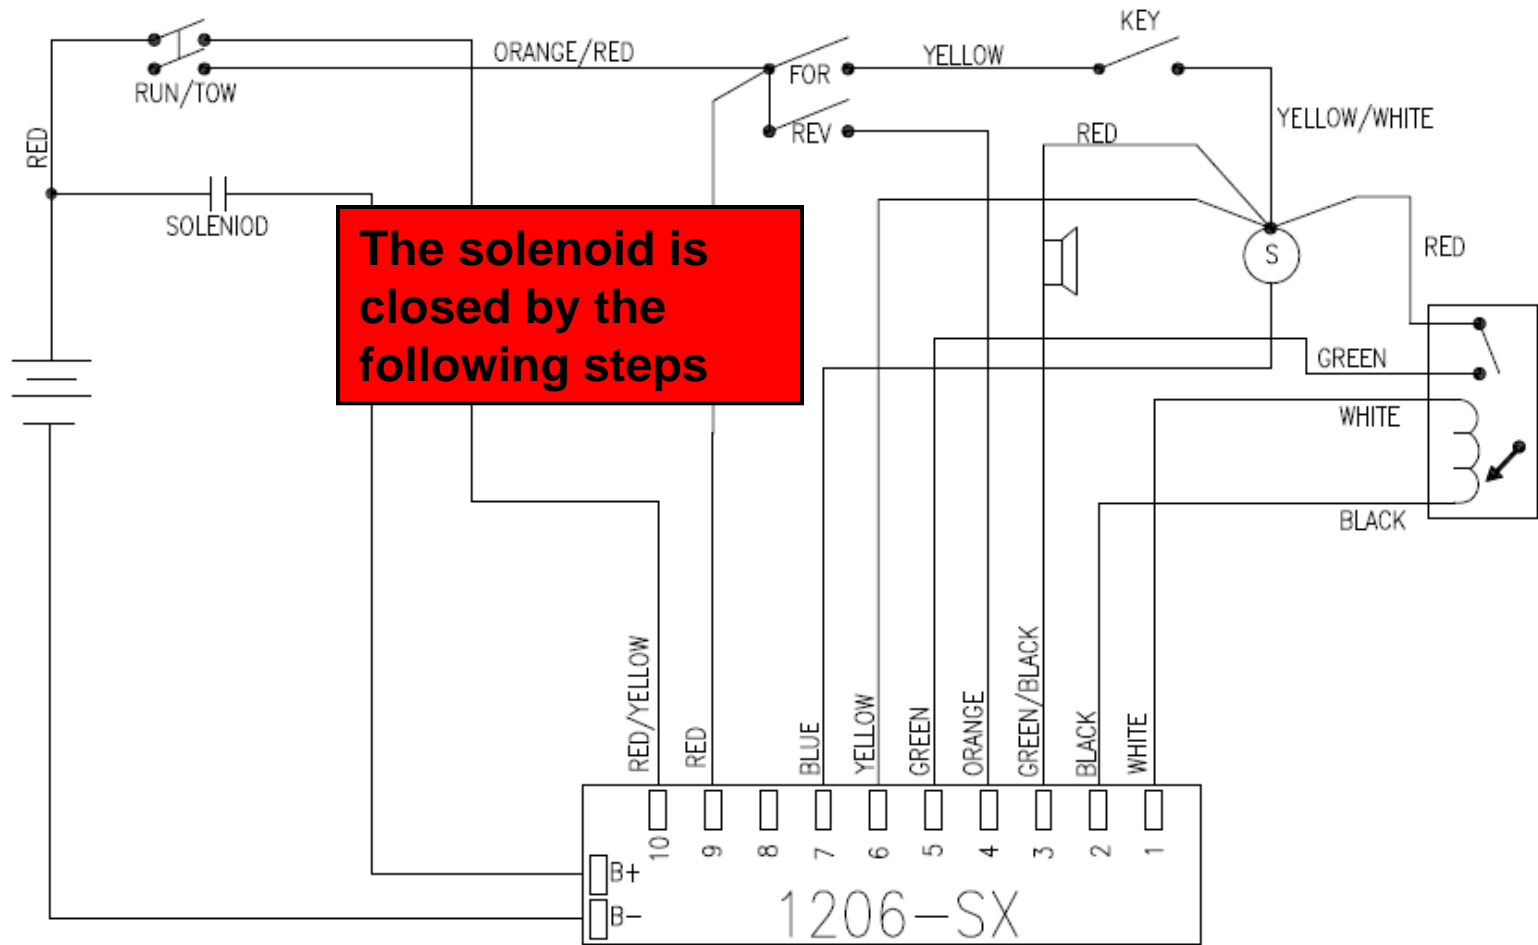 KEY
ORANGE/RED
YELLOW
FOR
RUN/TOW
REV
RED
YELLOW/WHITE
RED
SOLENIOD
The solenoid is
closed by the
following steps
S
RED
GREEN
WHITE
BLACK
RED/YELLOW
RED
BLUE
YELLOW
GREEN
ORANGE
GREEN/BLACK
BLACK
WHITE
10 9 8 7 6 5 4 3 2 1
B+
B-
1206-SX